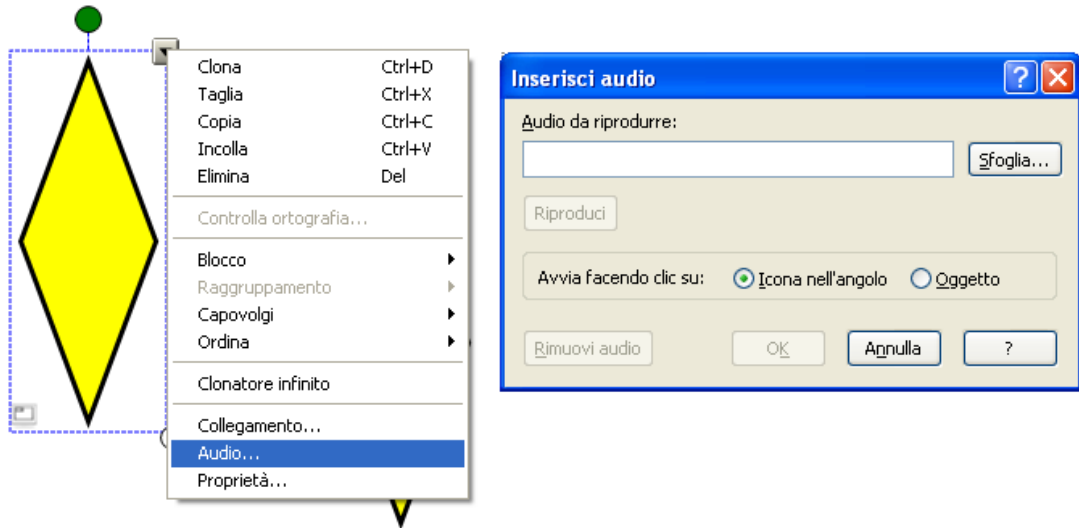 Clona Ctrl+D
Taglia Ctrl+X
Copia Ctrl+C
Incolla Ctrl+V
Elimina Del
Controlla ortografia...
Blocco
Raggruppamento
Capovolgi
Ordina
Clonatore infinito
Collegamento...
Audio...
Proprietà...
Inserisci audio
Audio da riprodurre:
Sfoglia...
Riproduci
Avvia facendo clic su: Icona nell'angolo Oggetto
Rimuovi audio OK Annulla ?